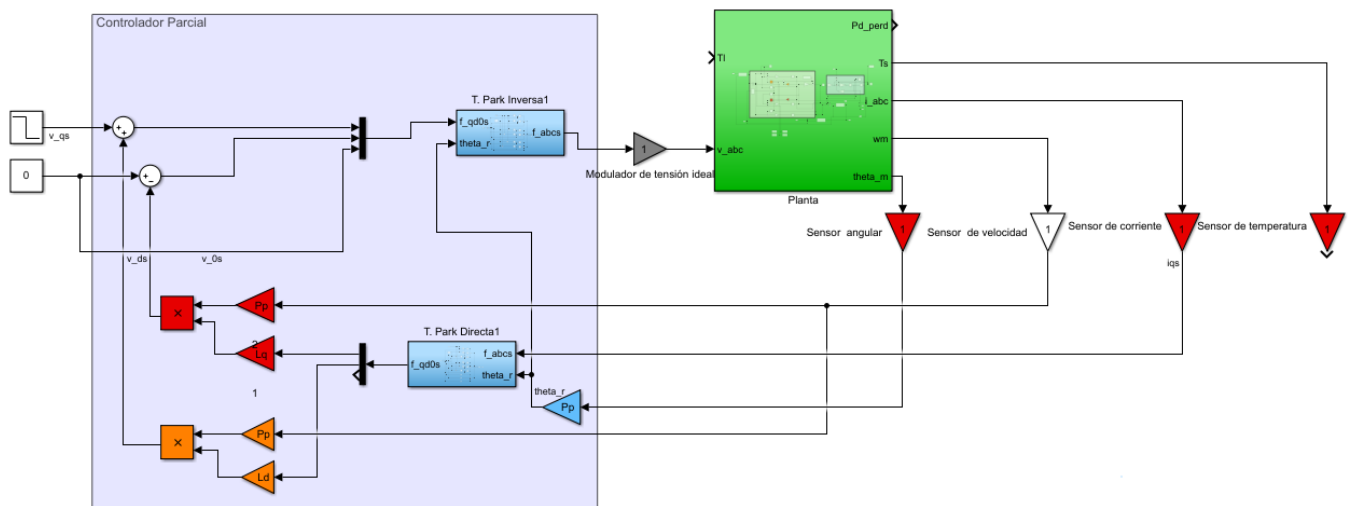 Controlador Parcial
Pd_perd
Tl
Ts
T. Park Inversa1
i_abc
f_qd0s
f_abcs
v_qs
+
+
theta_r
wm
1
v_abc
0
+
−
Modulador de tensión ideal
theta_m
Planta
Sensor angular
1
Sensor de velocidad
1
Sensor de corriente
1
Sensor de temperatura
1
v_ds
v_0s
iqs
×
Pp
T. Park Directa1
2
Lq
f_qd0s
f_abcs
theta_r
1
theta_r
Pp
×
Pp
Ld